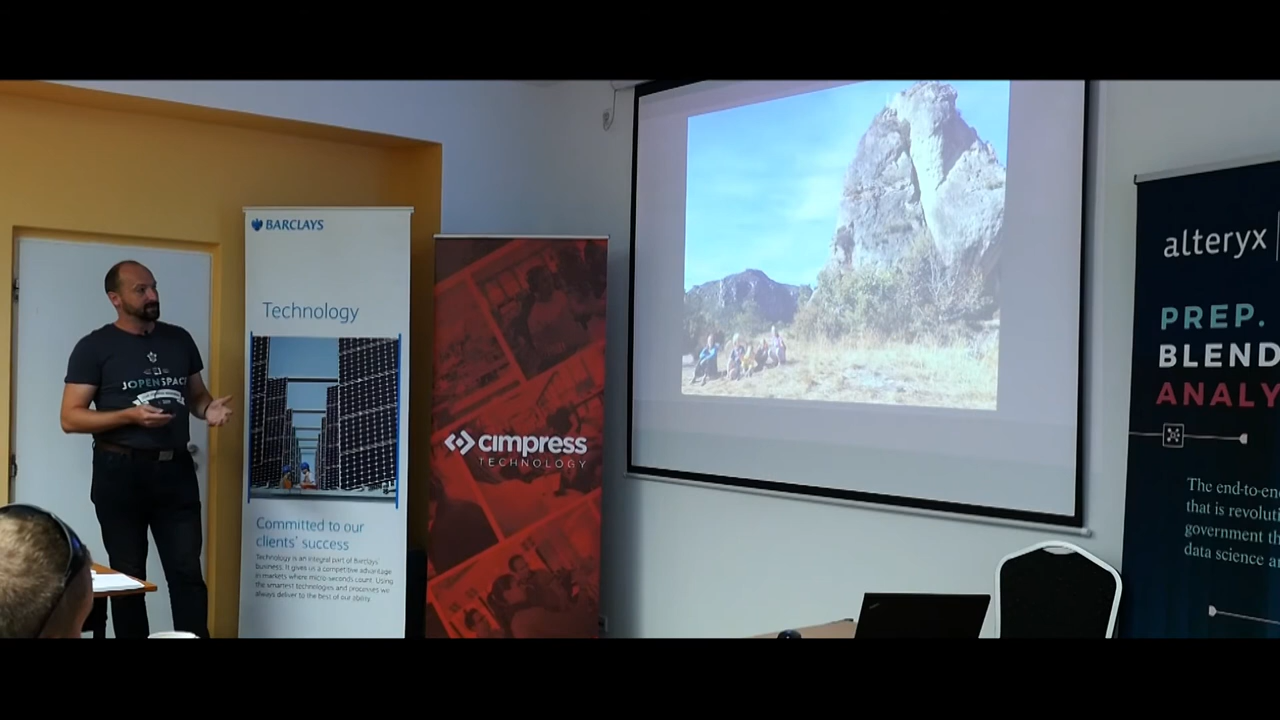 JOPENSPACE
BARCLAYS
Technology
Committed to our
clients' success
Technology is an integral part of Barclays
business. It gives us a competitive advantage
in markets where micro-seconds count. Using
the smartest technologies and processes we
always deliver to the best of our ability.
cimpress
TECHNOLOGY
alteryx
PREP.
BLEND
ANALY
The end-to-en
that is revoluti
government th
data science a